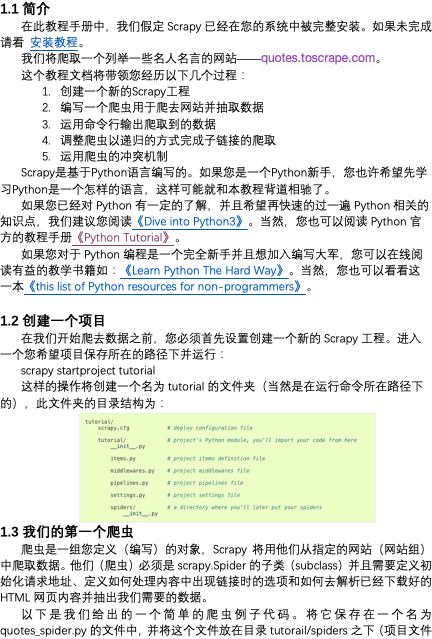 1.1 简介
在此教程手册中，我们假定 Scrapy 已经在您的系统中被完整安装。如果未完成
请看 安装教程。
我们将爬取一个列举一些名人名言的网站——quotes.toscrape.com。
这个教程文档将带领您经历以下几个过程：
1. 创建一个新的Scrapy工程
2. 编写一个爬虫用于爬去网站并抽取数据
3. 运用命令行输出爬取到的数据
4. 调整爬虫以递归的方式完成子链接的爬取
5. 运用爬虫的冲突机制
Scrapy是基于Python语言编写的。如果您是一个Python新手，您也许希望先学
习Python是一个怎样的语言，这样可能就和本教程背道相驰了。
如果您已经对 Python 有一定的了解，并且希望再快速的过一遍 Python 相关的
知识点，我们建议您阅读《Dive into Python3》。当然，您也可以阅读 Python 官
方的教程手册《Python Tutorial》。
如果您对于 Python 编程是一个完全新手并且想加入编写大军，您可以在线阅
读有益的教学书籍如：《Learn Python The Hard Way》。当然，您也可以看看这
一本《this list of Python resources for non-programmers》。
1.2 创建一个项目
在我们开始爬去数据之前，您必须首先设置创建一个新的 Scrapy 工程。进入
一个您希望项目保存所在的路径下并运行：
scrapy startproject tutorial
这样的操作将创建一个名为 tutorial 的文件夹（当然是在运行命令所在路径下
的），此文件夹的目录结构为：
tutorial/
scrapy.cfg # deploy configuration file
tutorial/ # project's Python module, you'll import your code from here
__init__.py
items.py # project items definition file
middlewares.py # project middlewares file
pipelines.py # project pipelines file
settings.py # project settings file
spiders/ # a directory where you'll later put your spiders
__init__.py
1.3 我们的第一个爬虫
爬虫是一组您定义（编写）的对象，Scrapy 将用他们从指定的网站（网站组）
中爬取数据。他们（爬虫）必须是 scrapy.Spider 的子类（subclass）并且需要定义初
始化请求地址、定义如何处理内容中出现链接时的选项和如何去解析已经下载好的
HTML 网页内容并抽出我们需要的数据。
以下是我们给出的一个简单的爬虫例子代码。将它保存在一个名为
quotes_spider.py 的文件中，并将这个文件放在目录 tutorail/spiders 之下（项目文件